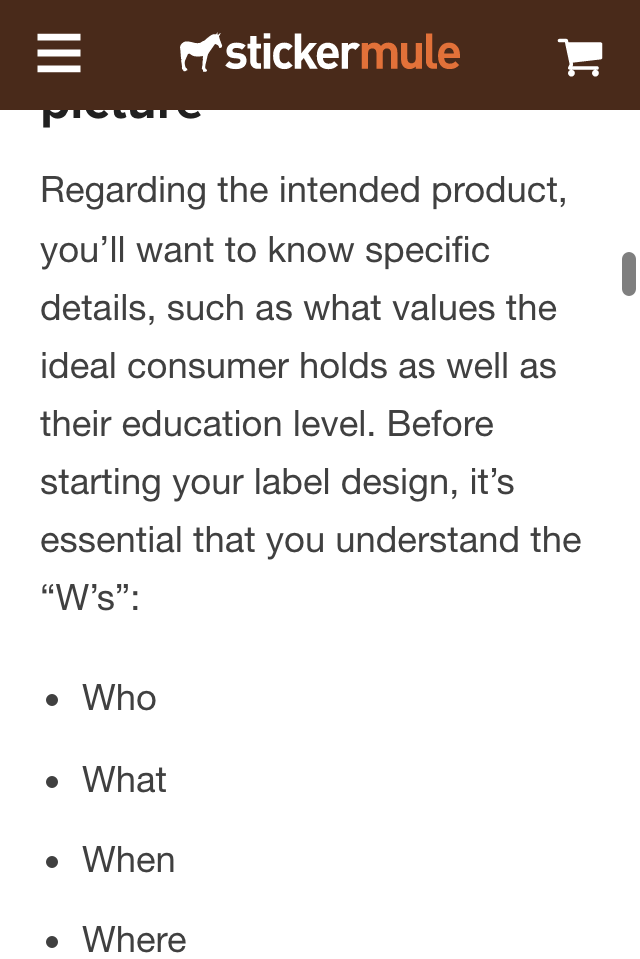 stickermule
picture
Regarding the intended product,
you’ll want to know specific
details, such as what values the
ideal consumer holds as well as
their education level. Before
starting your label design, it’s
essential that you understand the
“W’s”:
• Who
• What
• When
• Where